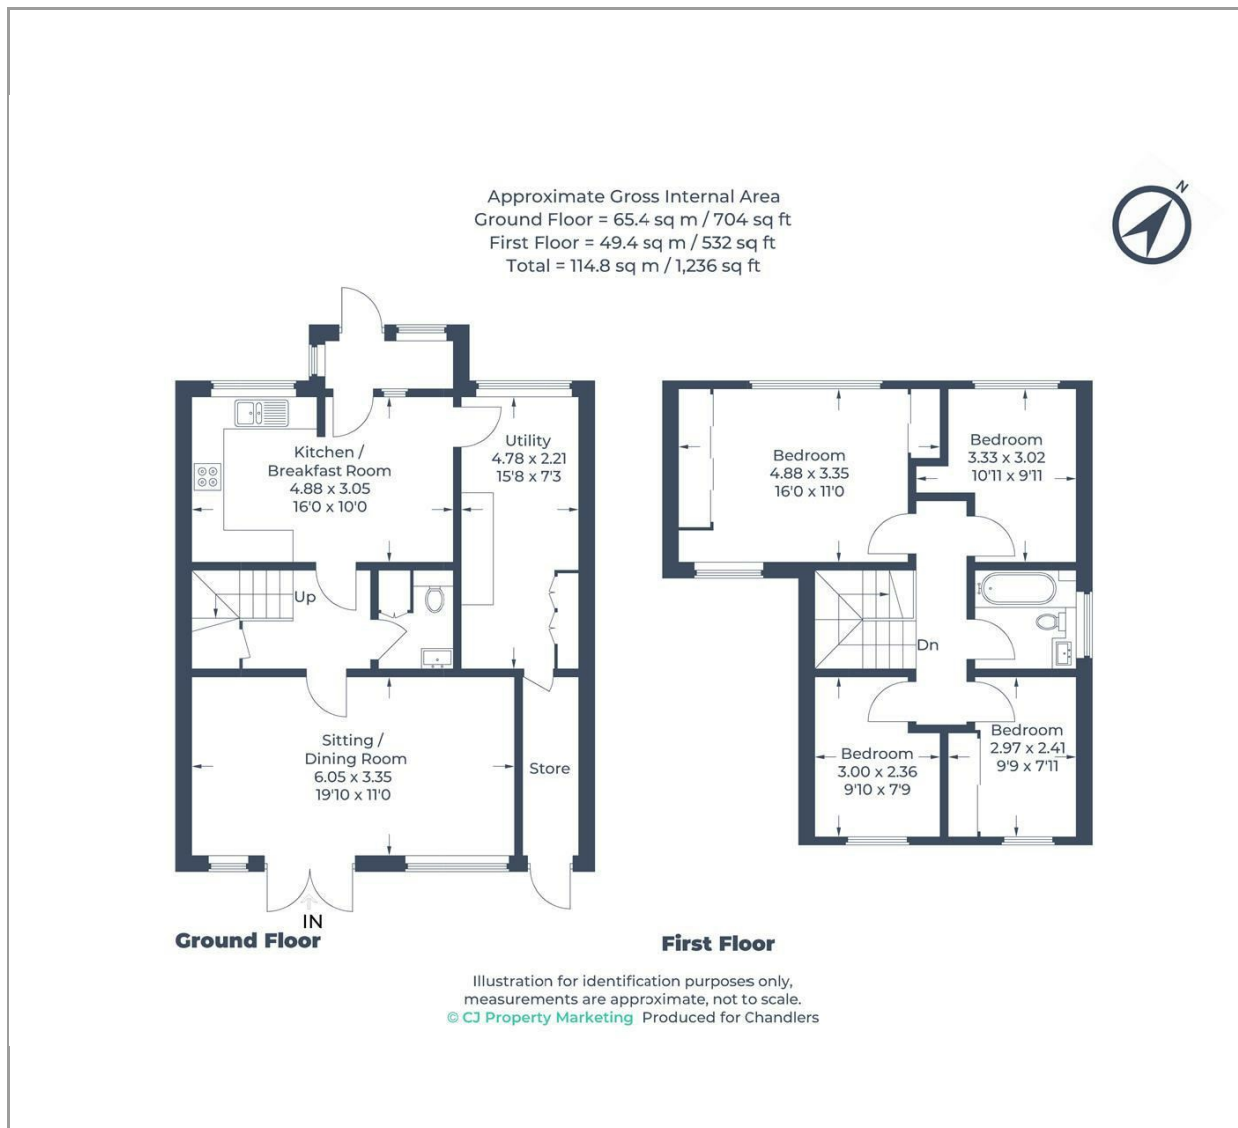 Approximate Gross Internal Area
Ground Floor = 65.4 sq m / 704 sq ft
First Floor = 49.4 sq m / 532 sq ft
Total = 114.8 sq m / 1,236 sq ft
N
Kitchen /
Breakfast Room
4.88 x 3.05
16'0 x 10'0
Utility
4.78 x 2.21
15'8 x 7'3
Up
Sitting /
Dining Room
6.05 x 3.35
19'10 x 11'0
Store
IN
Ground Floor
Bedroom
4.88 x 3.35
16'0 x 11'0
Bedroom
3.33 x 3.02
10'11 x 9'11
Dn
Bedroom
3.00 x 2.36
9'10 x 7'9
Bedroom
2.97 x 2.41
9'9 x 7'11
First Floor
Illustration for identification purposes only,
measurements are approximate, not to scale.
© CJ Property Marketing Produced for Chandlers